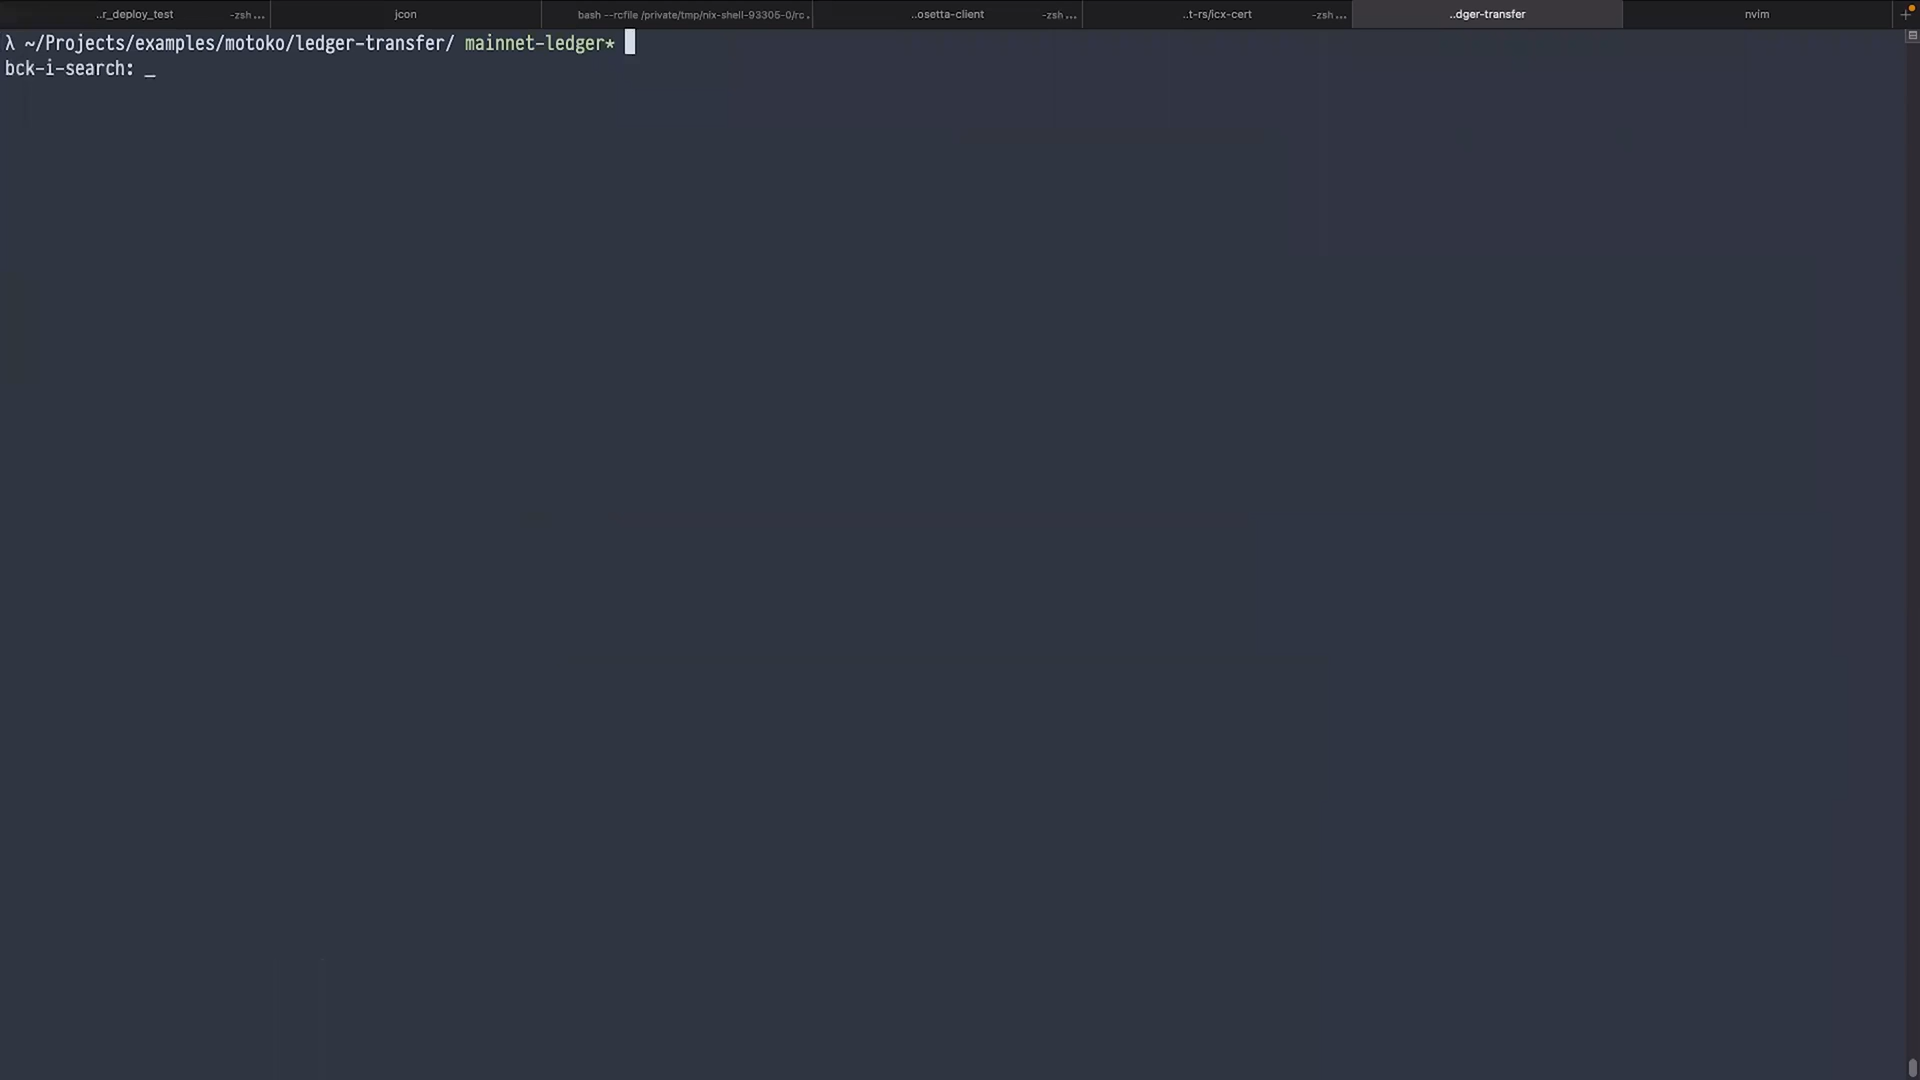 ..r_deploy_test -zsh... jcon bash --rcfile /private/tmp/nix-shell-93305-0/rc. ..osetta-client -zsh... ..t-rs/icx-cert -zsh... ..dger-transfer nvim +
λ ~/Projects/examples/motoko/ledger-transfer/ mainnet-ledger*
bck-i-search: _